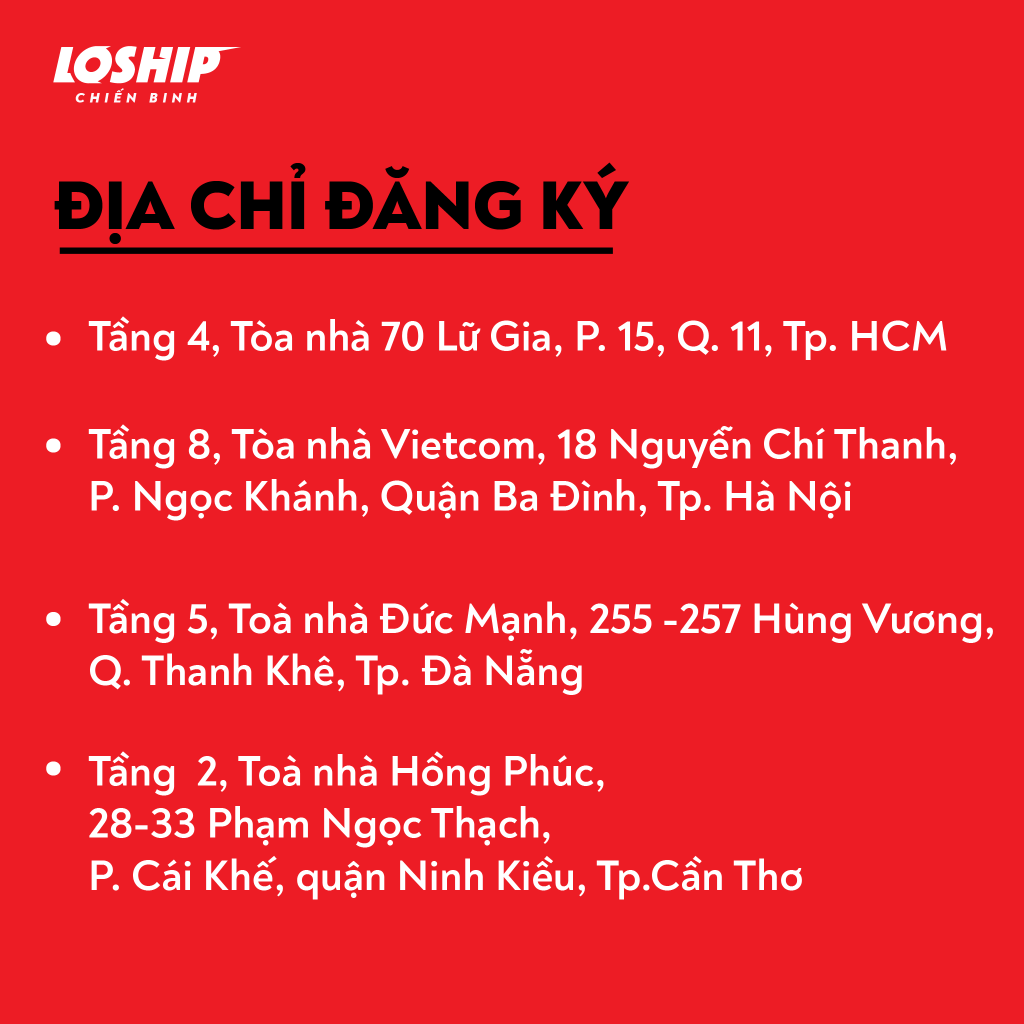 LOSHIP
CHIẾN BINH
ĐỊA CHỈ ĐĂNG KÝ
• Tầng 4, Tòa nhà 70 Lữ Gia, P. 15, Q. 11, Tp. HCM
• Tầng 8, Tòa nhà Vietcom, 18 Nguyễn Chí Thanh,
P. Ngọc Khánh, Quận Ba Đình, Tp. Hà Nội
• Tầng 5, Toà nhà Đức Mạnh, 255 -257 Hùng Vương,
Q. Thanh Khê, Tp. Đà Nẵng
• Tầng  2, Toà nhà Hồng Phúc,
28-33 Phạm Ngọc Thạch,
P. Cái Khế, quận Ninh Kiều, Tp.Cần Thơ